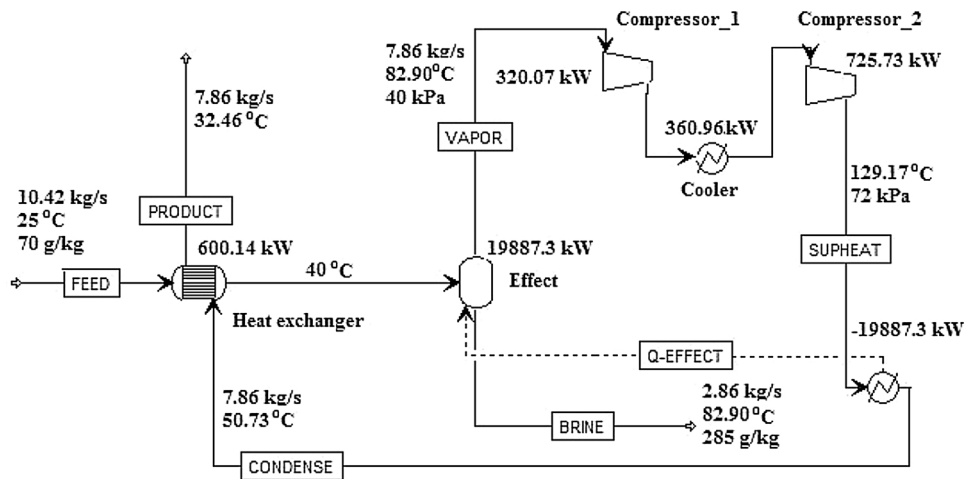 Compressor_1
Compressor_2
7.86 kg/s
82.90°C
40 kPa
320.07 kW
725.73 kW
7.86 kg/s
32.46 °C
VAPOR
360.96 kW
Cooler
129.17°C
72 kPa
10.42 kg/s
25 °C
70 g/kg
PRODUCT
600.14 kW
19887.3 kW
SUPHEAT
FEED
40 °C
Effect
Heat exchanger
-19887.3 kW
Q-EFFECT
7.86 kg/s
50.73°C
2.86 kg/s
82.90°C
285 g/kg
BRINE
CONDENSE